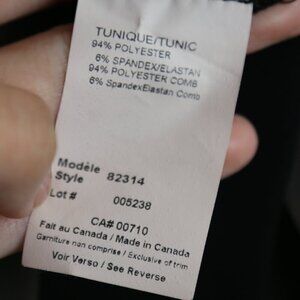 TUNIQUE/TUNIC
94% POLYESTER
6% SPANDEX/ELASTAN
94% POLYESTER COMB
6% SpandexElastan Comb
Modèle 82314
Style
Lot # 005238
CA# 00710
Fait au Canada / Made in Canada
Garniture non comprise / Exclusive of trim
Voir Verso / See Reverse